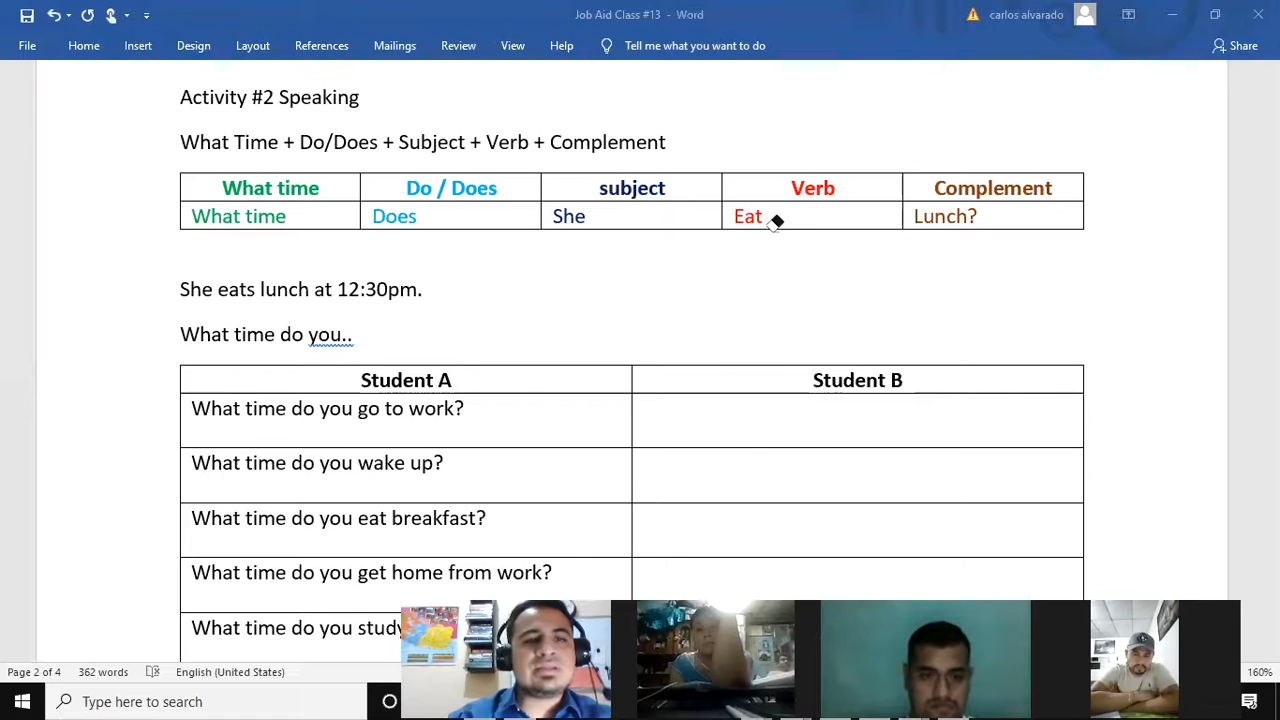 Job Aid Class #13 - Word
carlos alvarado
File Home Insert Design Layout References Mailings Review View Help Tell me what you want to do Share
Activity #2 Speaking
What Time + Do/Does + Subject + Verb + Complement
What time Do / Does subject Verb Complement
What time Does She Eat Lunch?
She eats lunch at 12:30pm.
What time do you..
Student A Student B
What time do you go to work?
What time do you wake up?
What time do you eat breakfast?
What time do you get home from work?
What time do you study
Page 2 of 4 362 words English (United States) 160%
Type here to search